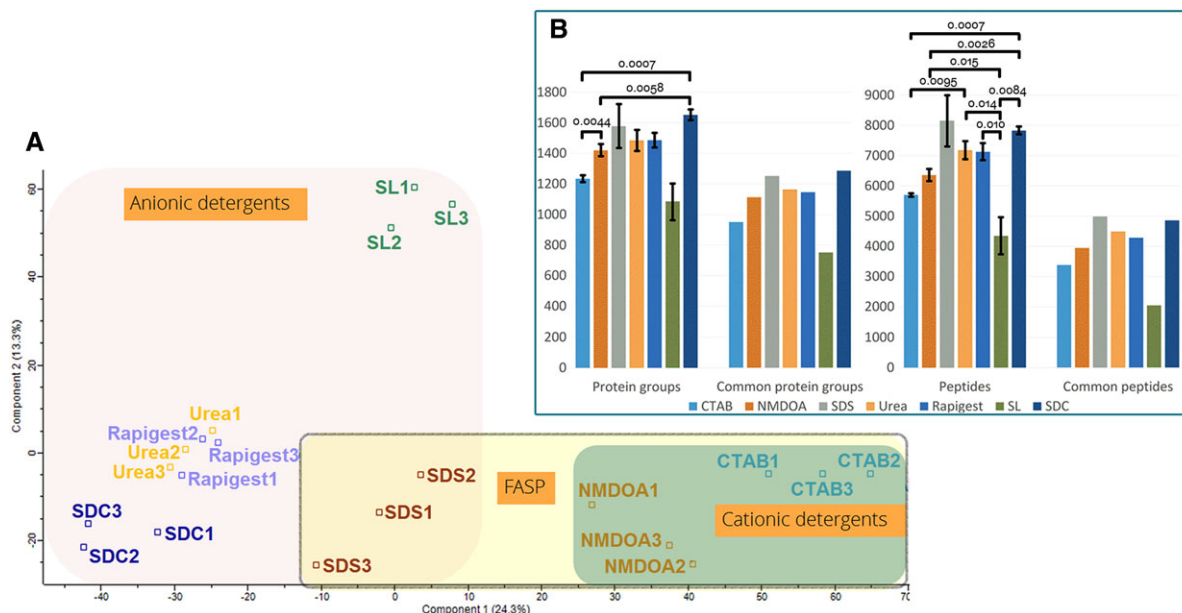 A
Anionic detergents
SL1
SL3
SL2
Urea1
Rapigest2
Urea2
Rapigest3
Urea3
Rapigest1
SDC3
SDC1
SDC2
SDS2
SDS1
SDS3
FASP
NMDOA1
NMDOA3
NMDOA2
CTAB1
CTAB2
CTAB3
Cationic detergents
Component 2 (13.3%)
60
40
20
0
-20
-40
-30
-20
-10
0
10
20
30
40
50
60
70
Component 1 (24.3%)
B
0.0007
0.0058
0.0044
1800
1600
1400
1200
1000
800
600
400
200
0
Protein groups
Common protein groups
0.0007
0.0026
0.015
0.0095
0.0084
0.014
0.010
9000
8000
7000
6000
5000
4000
3000
2000
1000
0
Peptides
Common peptides
CTAB NMDOA SDS Urea Rapigest SL SDC